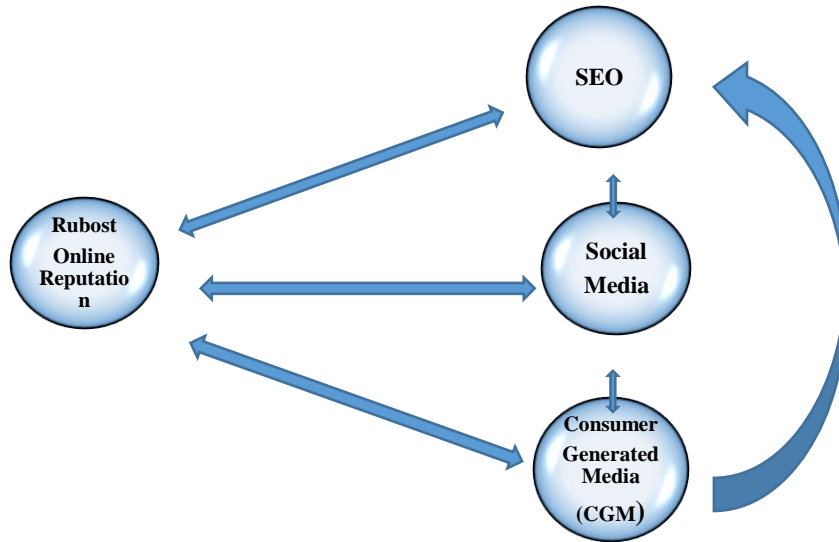 SEO
Rubost
Online
Reputatio
n
Social
Media
Consumer
Generated
Media
(CGM)